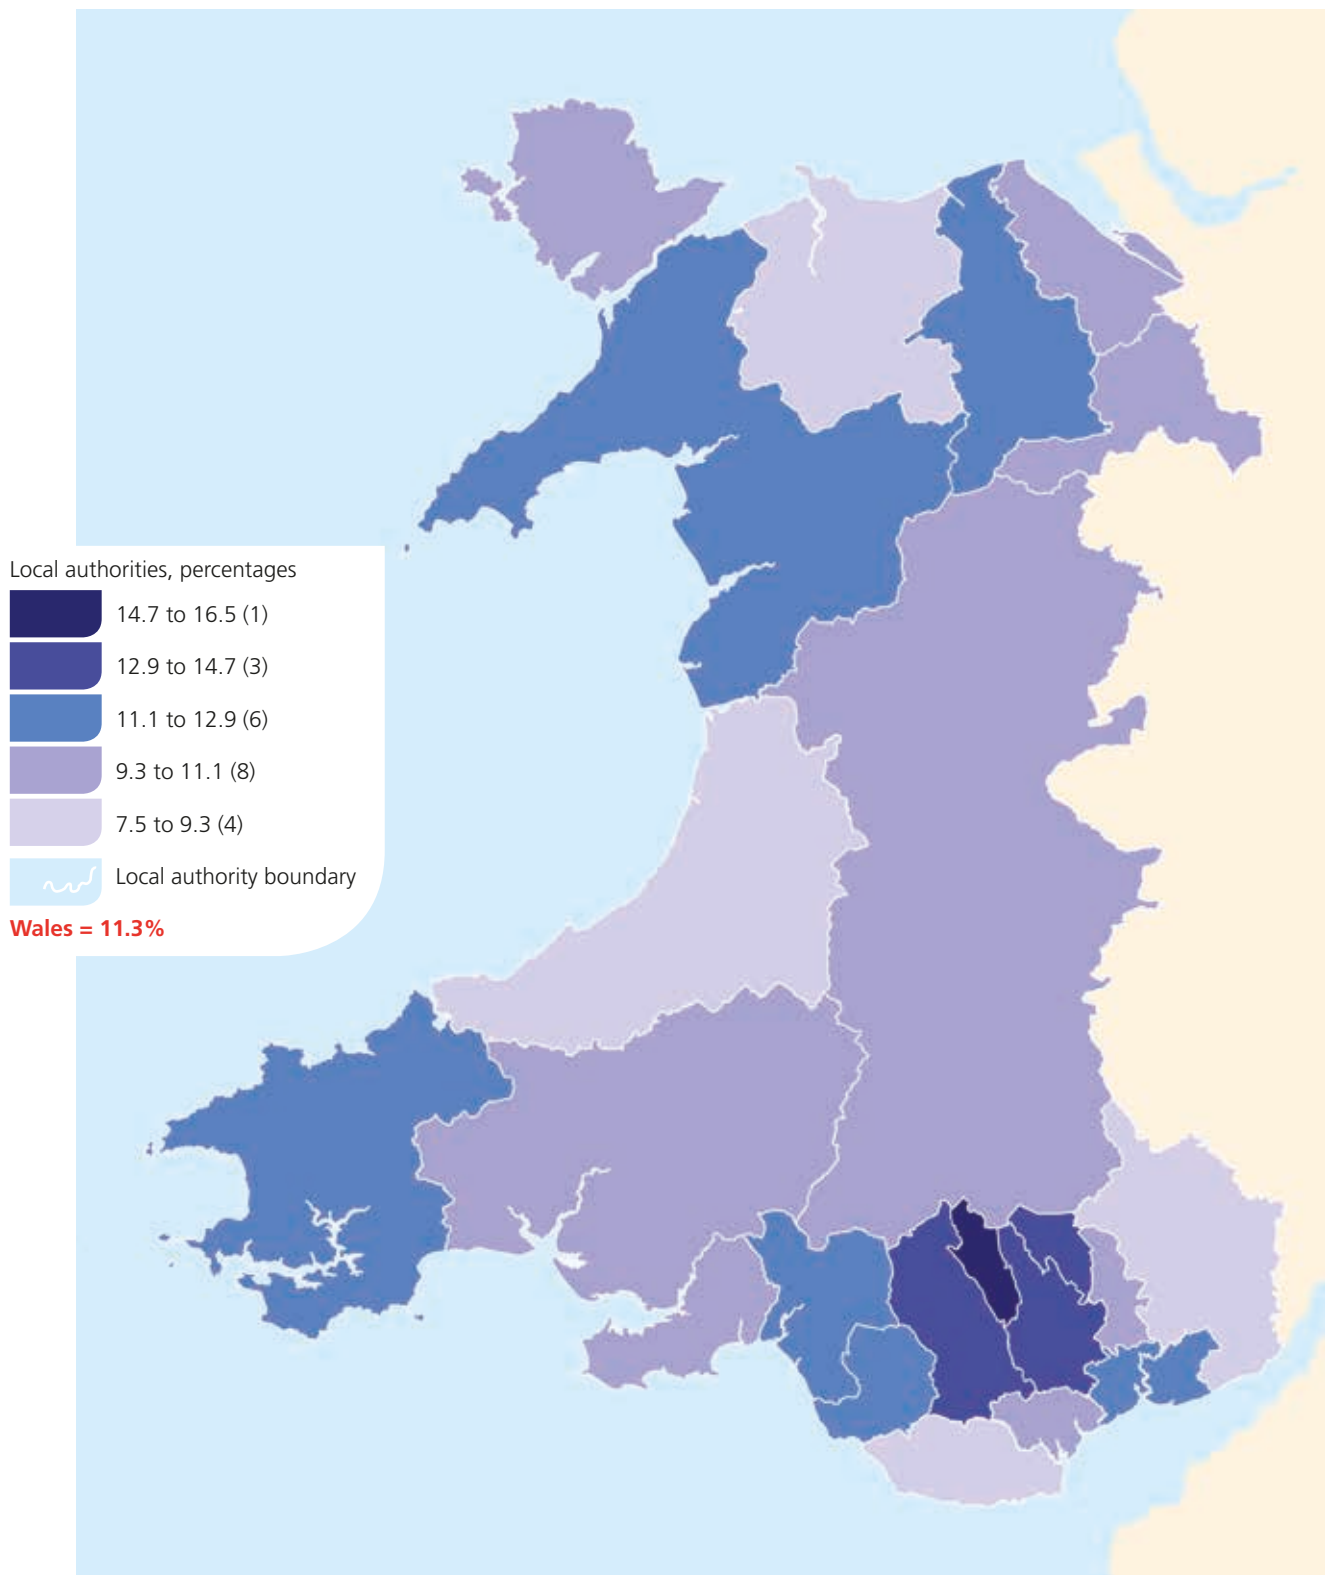 Local authorities, percentages
14.7 to 16.5 (1)
12.9 to 14.7 (3)
11.1 to 12.9 (6)
9.3 to 11.1 (8)
7.5 to 9.3 (4)
Local authority boundary
Wales = 11.3%